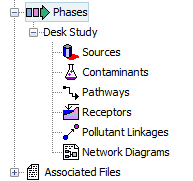 Phases
Desk Study
Sources
Contaminants
Pathways
Receptors
Pollutant Linkages
Network Diagrams
Associated Files